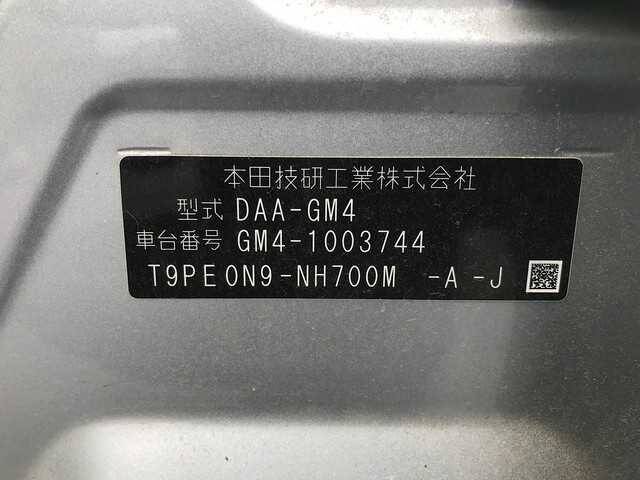 本田技研工業株式会社
型式 DAA-GM4
車台番号 GM4-1003744
T9PE0N9-NH700M -A -J